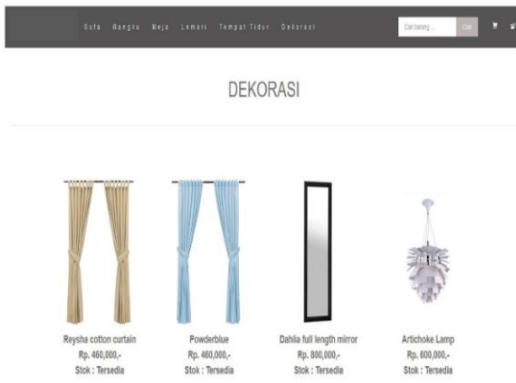 Sofa Bangku Meja Lemari Tempat Tidur Dekorasi
Cari
DEKORASI
Reysha cotton curtain
Rp. 460,000,-
Stok : Tersedia
Powderblue
Rp. 460,000,-
Stok : Tersedia
Dahlia full length mirror
Rp. 800,000,-
Stok : Tersedia
Artichoke Lamp
Rp. 600,000,-
Stok : Tersedia